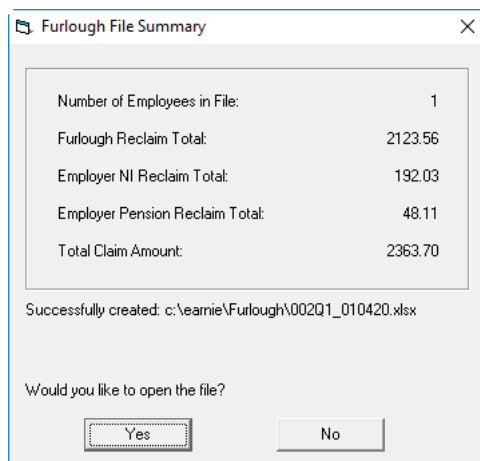 Furlough File Summary
Number of Employees in File: 1
Furlough Reclaim Total: 2123.56
Employer NI Reclaim Total: 192.03
Employer Pension Reclaim Total: 48.11
Total Claim Amount: 2363.70
Successfully created: c:\earnie\Furlough\002Q1_010420.xlsx
Would you like to open the file?
Yes No